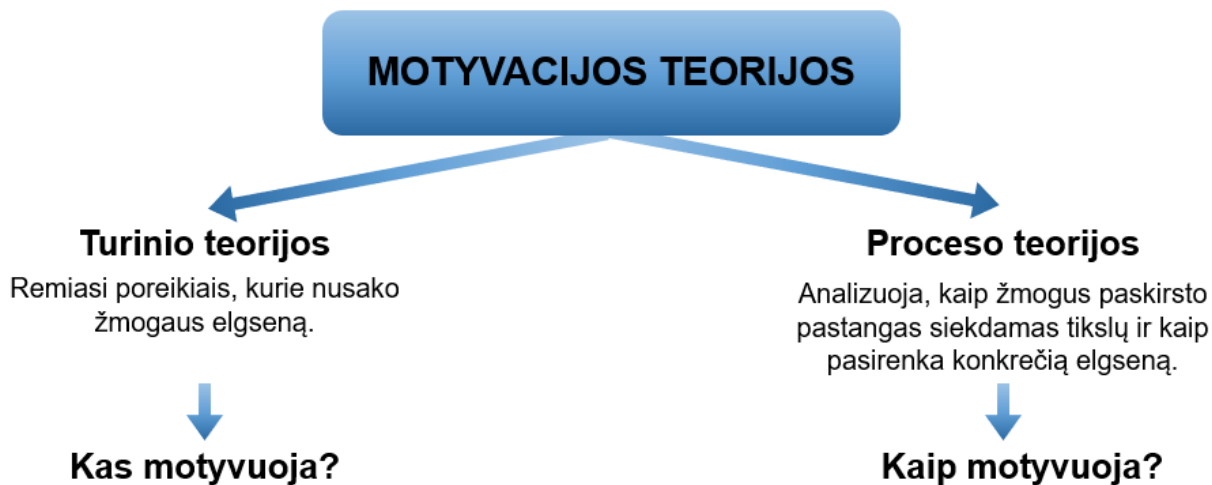 MOTYVACIJOS TEORIJOS
Turinio teorijos
Remiasi poreikiais, kurie nusako
žmogaus elgseną.
Kas motyvuoja?
Proceso teorijos
Analizuoja, kaip žmogus paskirsto
pastangas siekdamas tikslų ir kaip
pasirenka konkrečią elgseną.
Kaip motyvuoja?